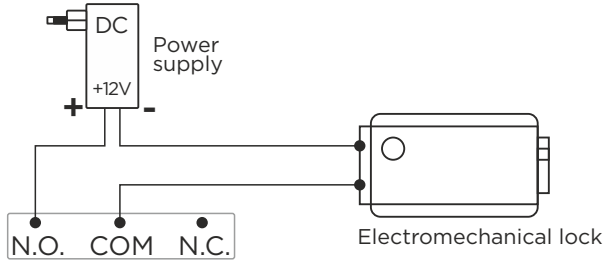 DC
Power
supply
+12V
+ -
N.O. COM N.C.
Electromechanical lock